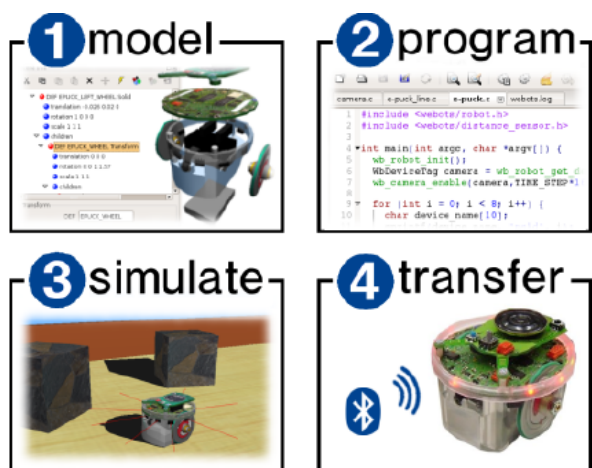 1 model
DEF EPUCK_LEFT_WHEEL Solid
translation -0.026 0.02 0
rotation 1 0 0 0
scale 1 1 1
children
DEF EPUCK_WHEEL Transform
translation 0 0 0
rotation 0 0 1 1.57
scale 1 1 1
children
Transform
DEF EPUCK_WHEEL
2 program
camera.c e-puck_line.c e-puck.c webots.log
1 #include <webots/robot.h>
2 #include <webots/distance_sensor.h>
3
4 int main(int argc, char *argv[]) {
5 wb_robot_init();
6 WbDeviceTag camera = wb_robot_get_d
7 wb_camera_enable(camera,TIME_STEP*1
8
9 for (int i = 0; i < 8; i++) {
10 char device_name[10];
3 simulate
4 transfer